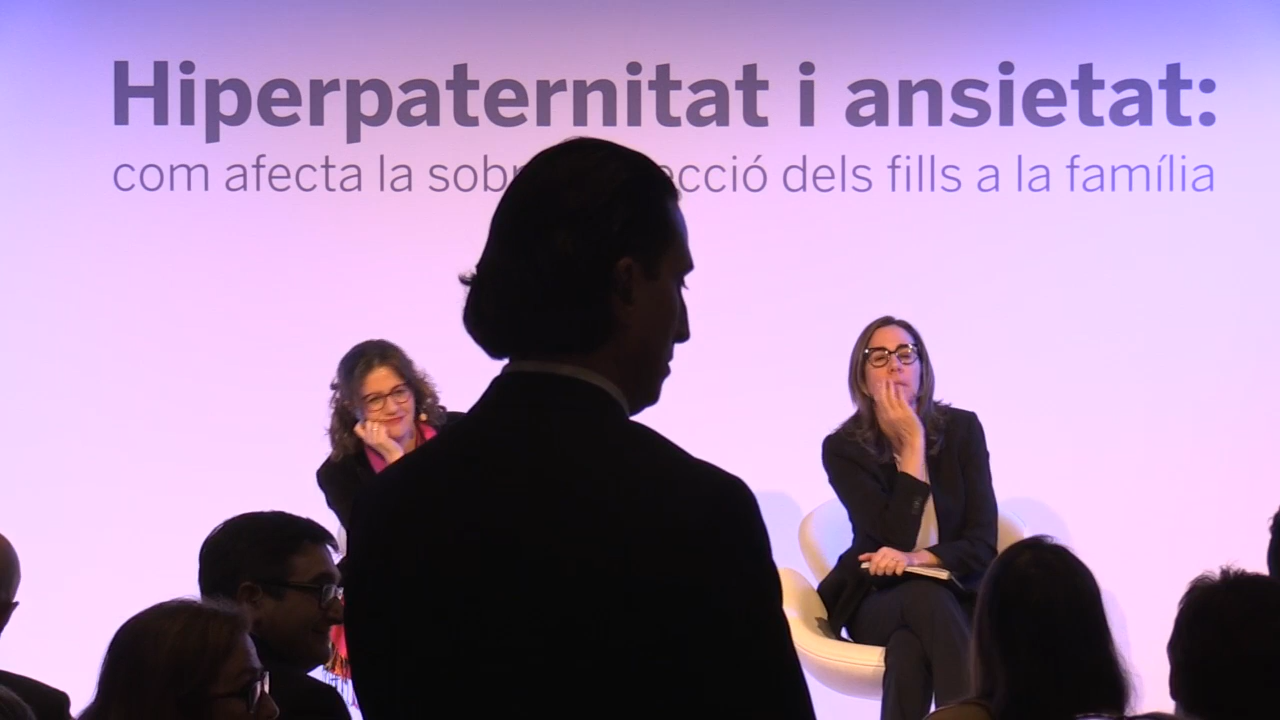 Hiperpaternitat i ansietat:
com afecta la dels fills a la família